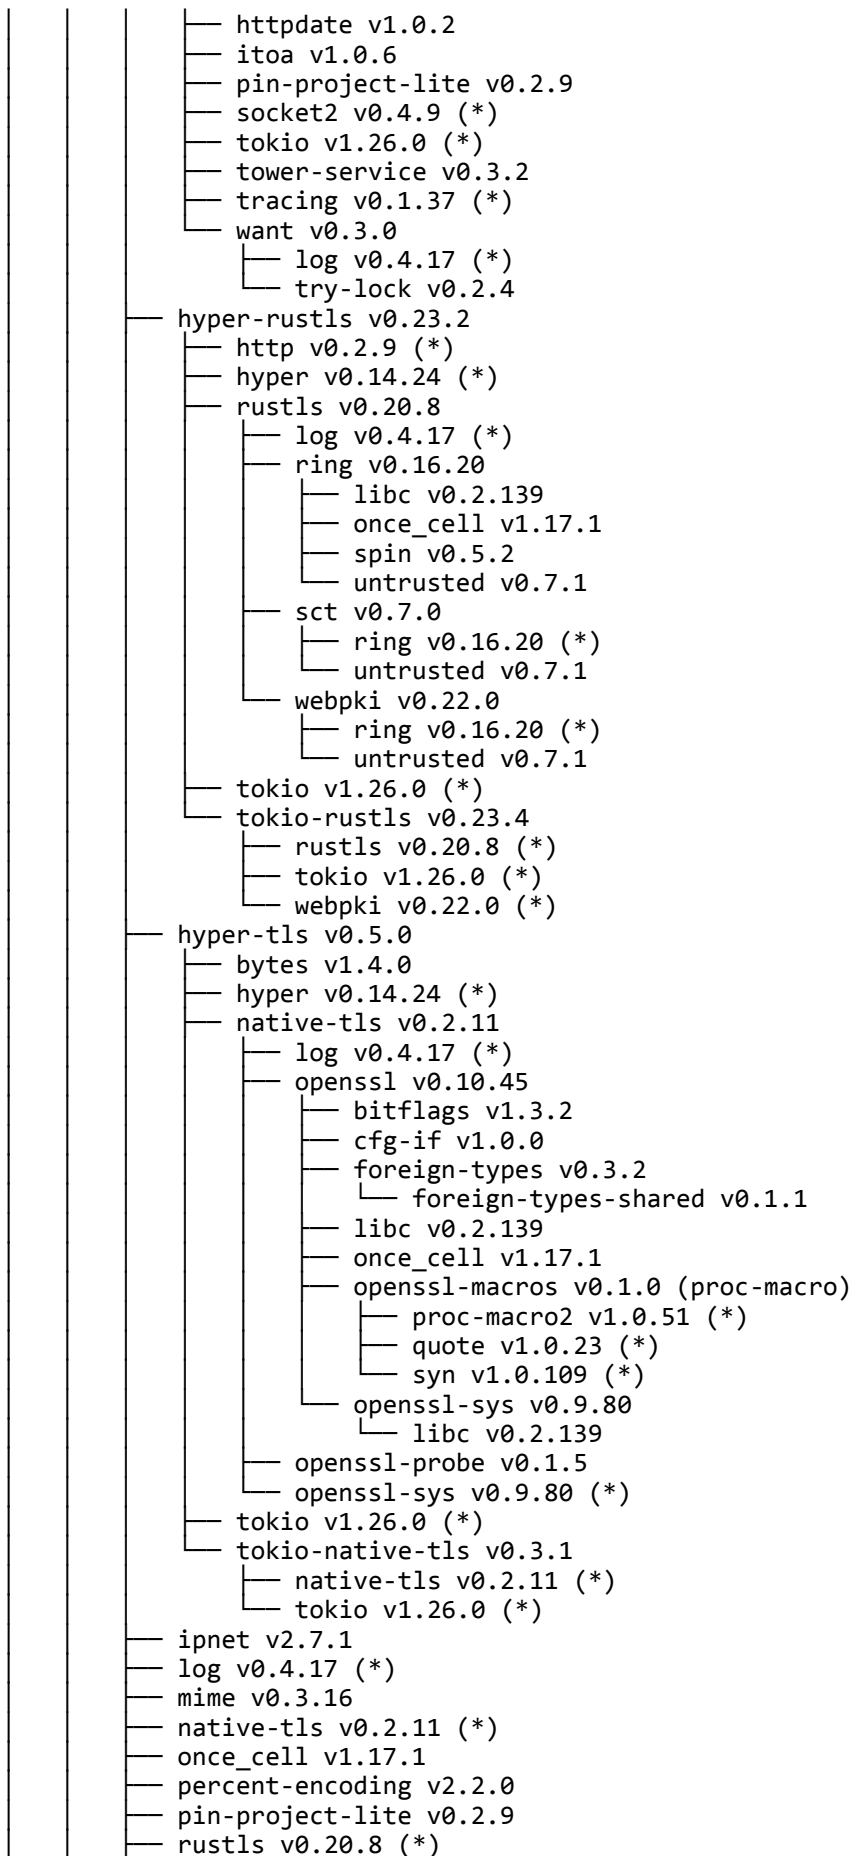 │   │   │   ├── httpdate v1.0.2
│   │   │   ├── itoa v1.0.6
│   │   │   ├── pin-project-lite v0.2.9
│   │   │   ├── socket2 v0.4.9 (*)
│   │   │   ├── tokio v1.26.0 (*)
│   │   │   ├── tower-service v0.3.2
│   │   │   ├── tracing v0.1.37 (*)
│   │   │   └── want v0.3.0
│   │   │       ├── log v0.4.17 (*)
│   │   │       └── try-lock v0.2.4
│   │   ├── hyper-rustls v0.23.2
│   │   │   ├── http v0.2.9 (*)
│   │   │   ├── hyper v0.14.24 (*)
│   │   │   ├── rustls v0.20.8
│   │   │   │   ├── log v0.4.17 (*)
│   │   │   │   ├── ring v0.16.20
│   │   │   │   │   ├── libc v0.2.139
│   │   │   │   │   ├── once_cell v1.17.1
│   │   │   │   │   ├── spin v0.5.2
│   │   │   │   │   └── untrusted v0.7.1
│   │   │   │   ├── sct v0.7.0
│   │   │   │   │   ├── ring v0.16.20 (*)
│   │   │   │   │   └── untrusted v0.7.1
│   │   │   │   └── webpki v0.22.0
│   │   │   │       ├── ring v0.16.20 (*)
│   │   │   │       └── untrusted v0.7.1
│   │   │   ├── tokio v1.26.0 (*)
│   │   │   └── tokio-rustls v0.23.4
│   │   │       ├── rustls v0.20.8 (*)
│   │   │       ├── tokio v1.26.0 (*)
│   │   │       └── webpki v0.22.0 (*)
│   │   ├── hyper-tls v0.5.0
│   │   │   ├── bytes v1.4.0
│   │   │   ├── hyper v0.14.24 (*)
│   │   │   ├── native-tls v0.2.11
│   │   │   │   ├── log v0.4.17 (*)
│   │   │   │   ├── openssl v0.10.45
│   │   │   │   │   ├── bitflags v1.3.2
│   │   │   │   │   ├── cfg-if v1.0.0
│   │   │   │   │   ├── foreign-types v0.3.2
│   │   │   │   │   │   └── foreign-types-shared v0.1.1
│   │   │   │   │   ├── libc v0.2.139
│   │   │   │   │   ├── once_cell v1.17.1
│   │   │   │   │   ├── openssl-macros v0.1.0 (proc-macro)
│   │   │   │   │   │   ├── proc-macro2 v1.0.51 (*)
│   │   │   │   │   │   ├── quote v1.0.23 (*)
│   │   │   │   │   │   └── syn v1.0.109 (*)
│   │   │   │   │   └── openssl-sys v0.9.80
│   │   │   │   │       └── libc v0.2.139
│   │   │   │   ├── openssl-probe v0.1.5
│   │   │   │   └── openssl-sys v0.9.80 (*)
│   │   │   ├── tokio v1.26.0 (*)
│   │   │   └── tokio-native-tls v0.3.1
│   │   │       ├── native-tls v0.2.11 (*)
│   │   │       └── tokio v1.26.0 (*)
│   │   ├── ipnet v2.7.1
│   │   ├── log v0.4.17 (*)
│   │   ├── mime v0.3.16
│   │   ├── native-tls v0.2.11 (*)
│   │   ├── once_cell v1.17.1
│   │   ├── percent-encoding v2.2.0
│   │   ├── pin-project-lite v0.2.9
│   │   ├── rustls v0.20.8 (*)